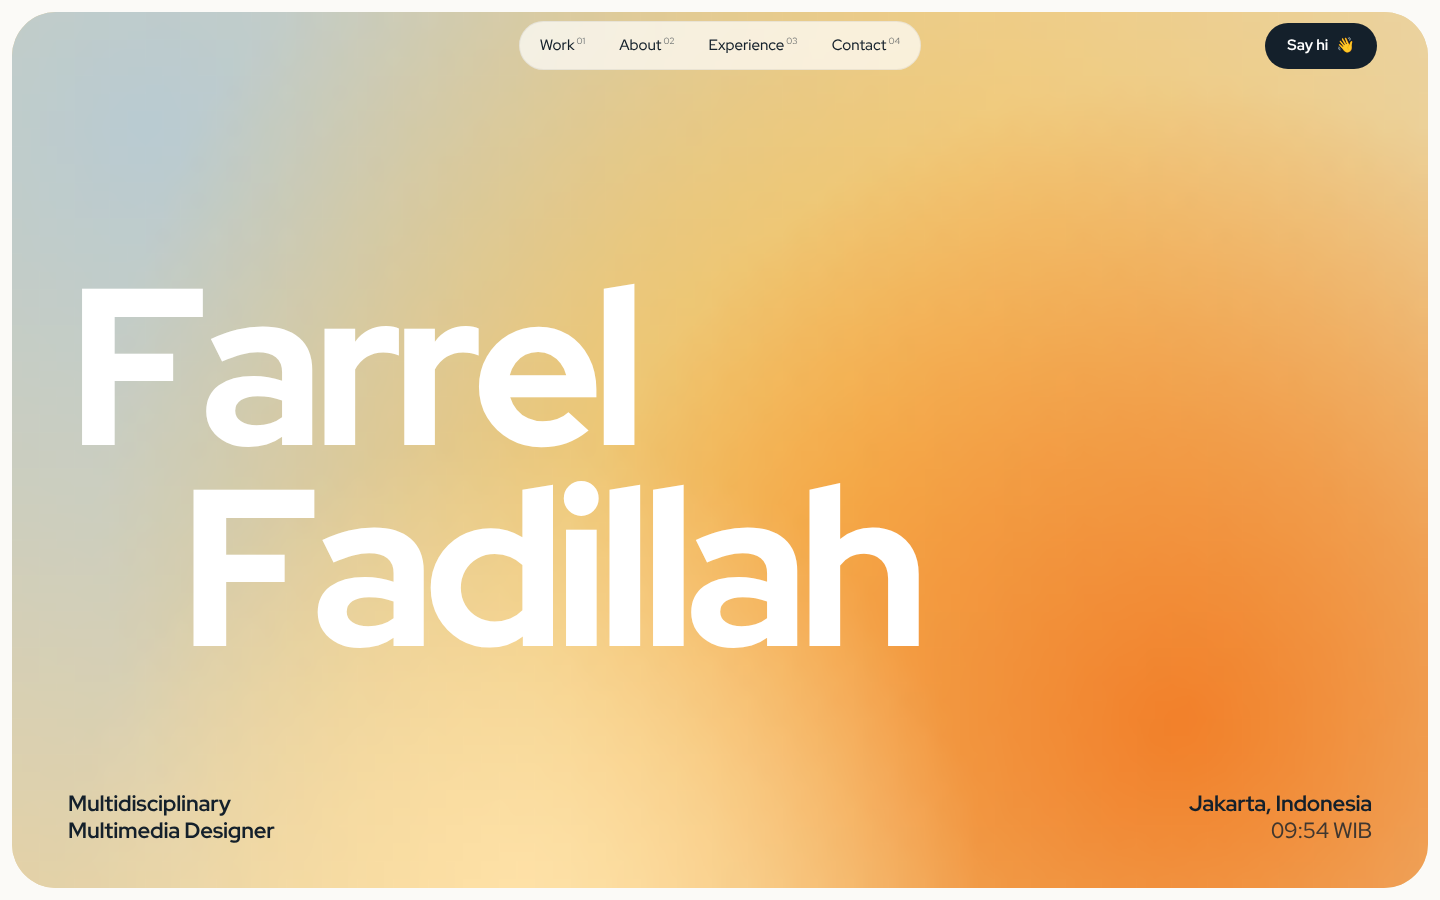 Work 01 About 02 Experience 03 Contact 04
Say hi 👋
Farrel
Fadillah
Multidisciplinary
Multimedia Designer
Jakarta, Indonesia
09:54 WIB